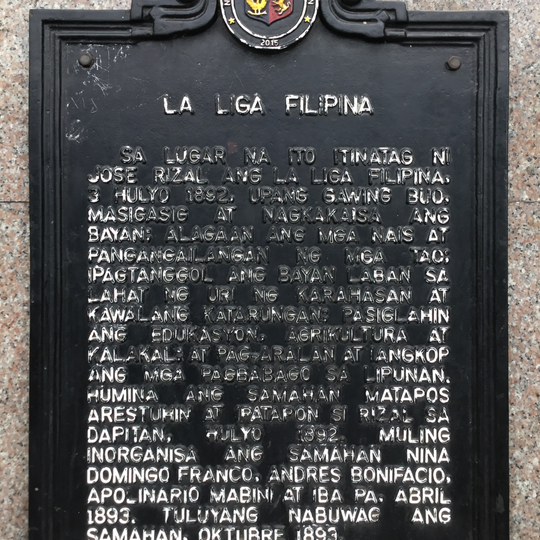 2015
LA LIGA FILIPINA
SA LUGAR NA ITO ITINATAG NI
JOSE RIZAL ANG LA LIGA FILIPINA,
3 HULYO 1892, UPANG GAWING BUO,
MASIGASIG AT NAGKAKAISA ANG
BAYAN; ALAGAAN ANG MGA NAIS AT
PANGANGAILANGAN NG MGA TAO;
IPAGTANGGOL ANG BAYAN LABAN SA
LAHAT NG URI NG KARAHASAN AT
KAWALANG KATARUNGAN; PASIGLAHIN
ANG EDUKASYON, AGRIKULTURA AT
KALAKAL; AT PAG-ARALAN AT IANGKOP
ANG MGA PAGBABAGO SA LIPUNAN.
HUMINA ANG SAMAHAN MATAPOS
ARESTUHIN AT IPATAPON SI RIZAL SA
DAPITAN, HULYO 1892. MULING
INORGANISA ANG SAMAHAN NINA
DOMINGO FRANCO, ANDRES BONIFACIO,
APOLINARIO MABINI AT IBA PA, ABRIL
1893. TULUYANG NABUWAG ANG
SAMAHAN, OKTUBRE 1893.